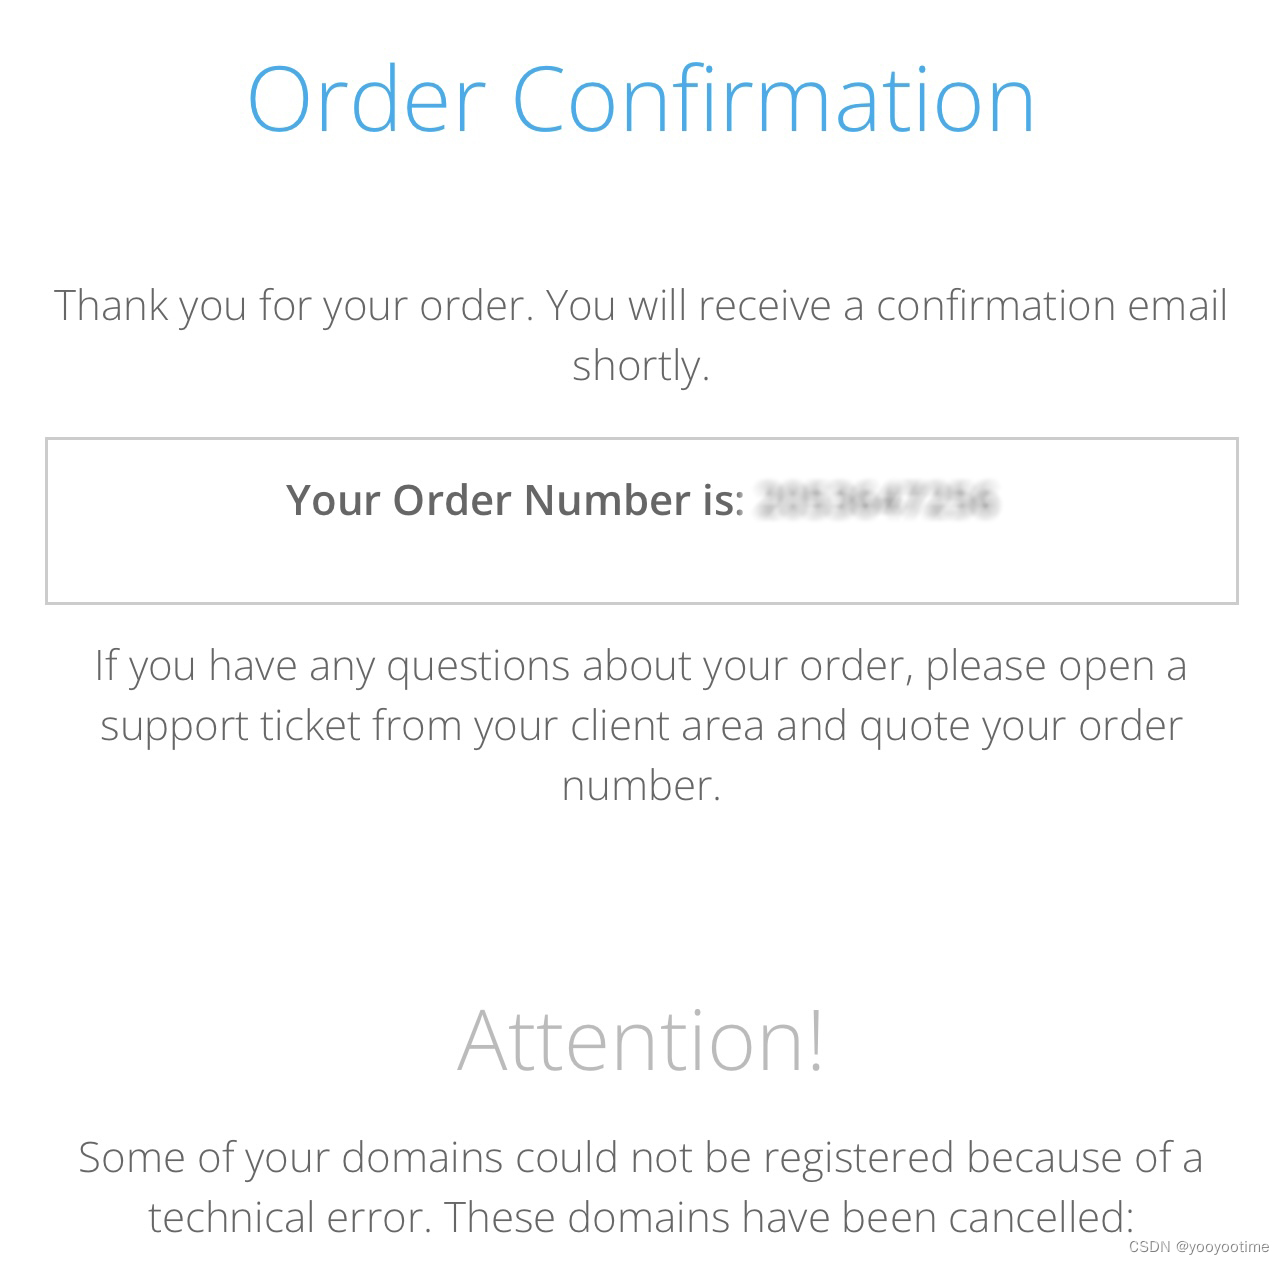 Order Confirmation
Thank you for your order. You will receive a confirmation email
shortly.
Your Order Number is:
If you have any questions about your order, please open a
support ticket from your client area and quote your order
number.
Attention!
Some of your domains could not be registered because of a
technical error. These domains have been cancelled:
CSDN @yooyootime